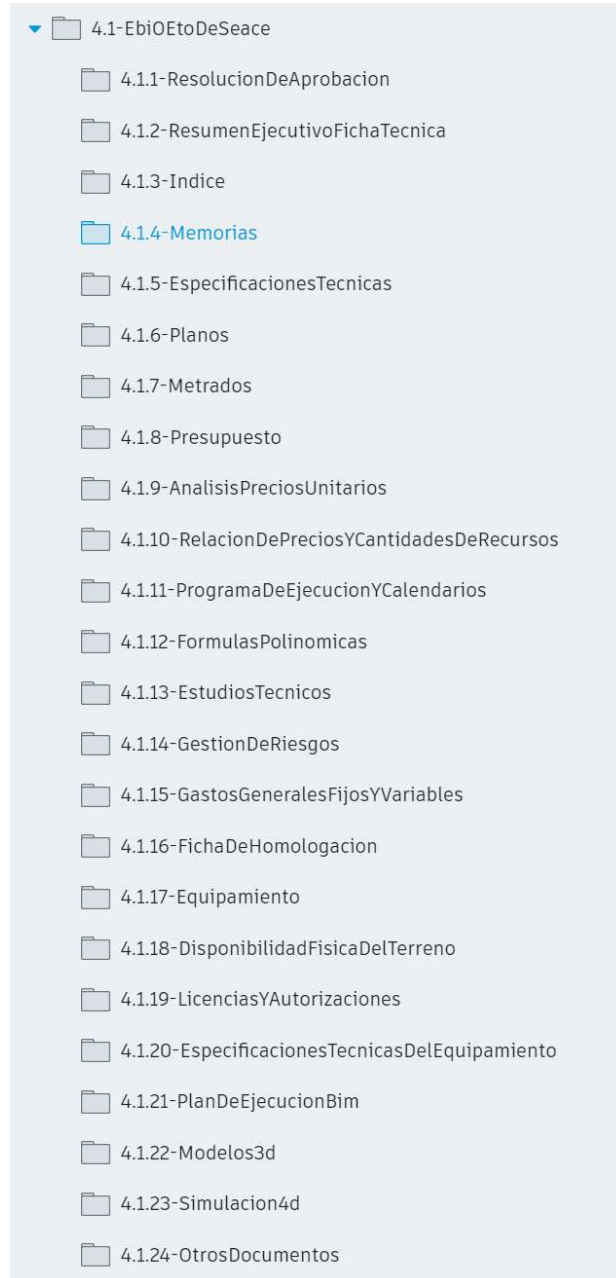 4.1-EbiOEtoDeSeace
4.1.1-ResolucionDeAprobacion
4.1.2-ResumenEjecutivoFichaTecnica
4.1.3-Indice
4.1.4-Memorias
4.1.5-EspecificacionesTecnicas
4.1.6-Planos
4.1.7-Metrados
4.1.8-Presupuesto
4.1.9-AnalisisPreciosUnitarios
4.1.10-RelacionDePreciosYCantidadesDeRecursos
4.1.11-ProgramaDeEjecucionYCalendarios
4.1.12-FormulasPolinomicas
4.1.13-EstudiosTecnicos
4.1.14-GestionDeRiesgos
4.1.15-GastosGeneralesFijosYVariables
4.1.16-FichaDeHomologacion
4.1.17-Equipamiento
4.1.18-DisponibilidadFisicaDelTerreno
4.1.19-LicenciasYAutorizaciones
4.1.20-EspecificacionesTecnicasDelEquipamiento
4.1.21-PlanDeEjecucionBim
4.1.22-Modelos3d
4.1.23-Simulacion4d
4.1.24-OtrosDocumentos